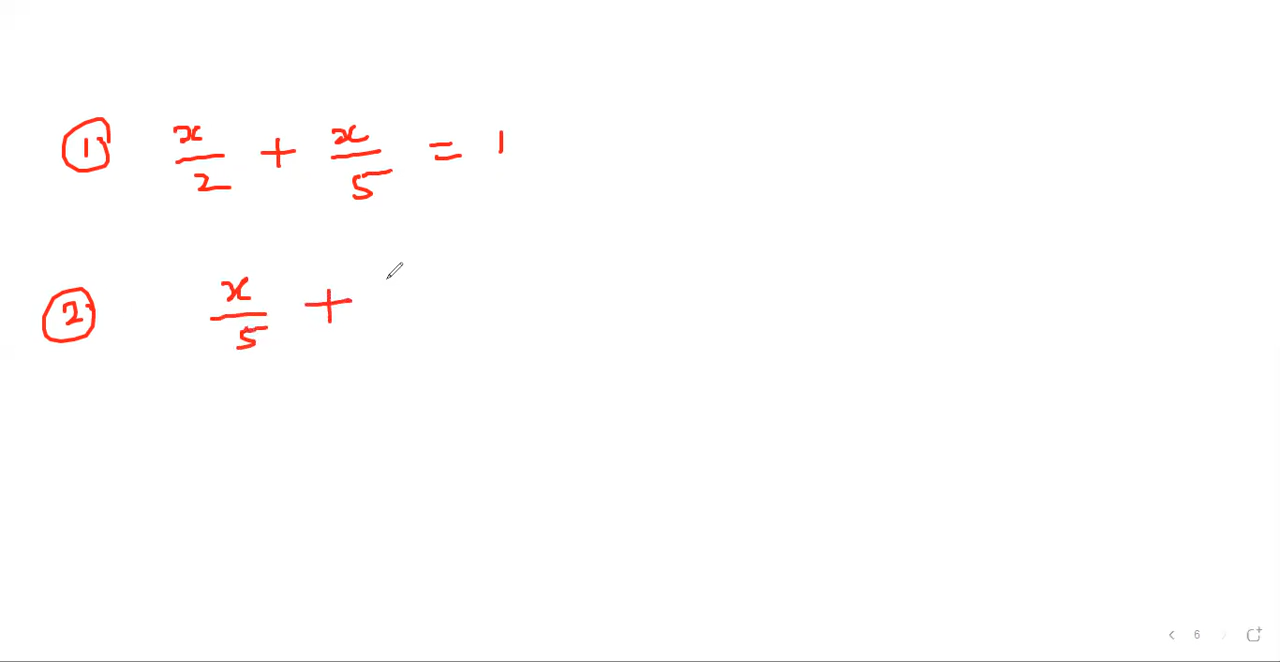 ① x/2 + x/5 = 1
② x/5 +
6